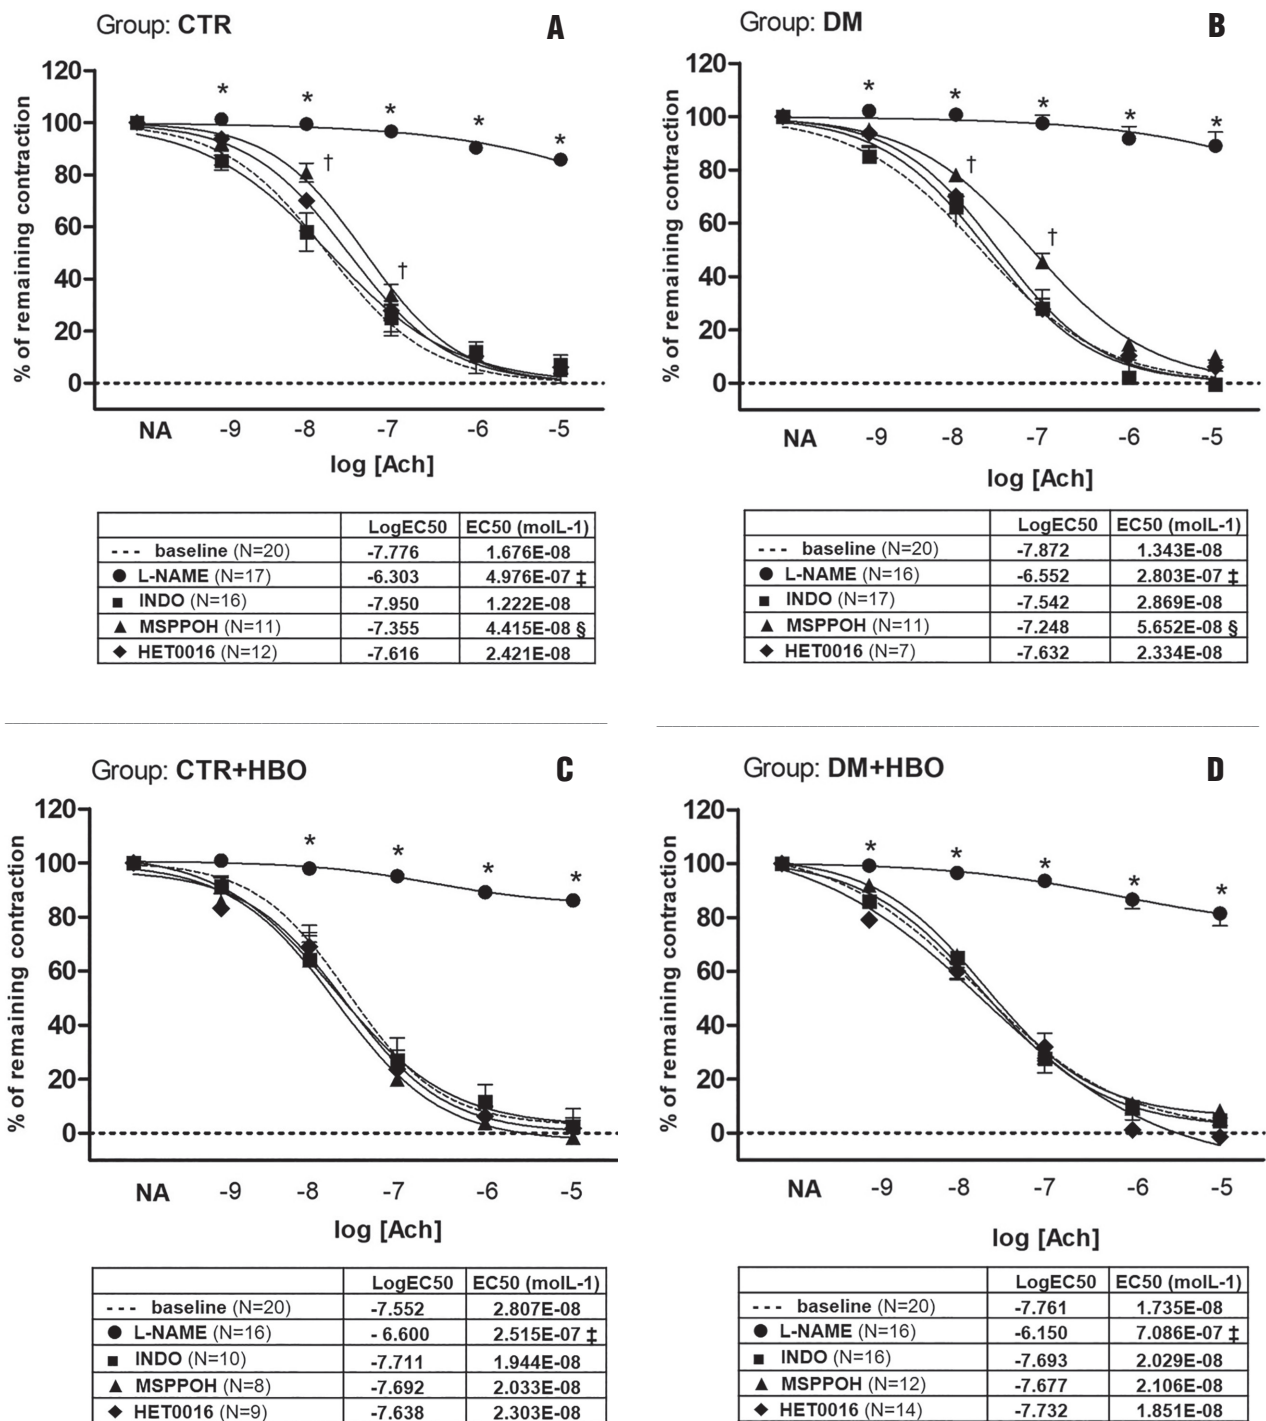 Group: CTR
A
120
100
80
60
40
20
0
% of remaining contraction
* * * * *
† †
NA -9 -8 -7 -6 -5
log [Ach]
LogEC50 EC50 (molL-1)
baseline (N=20) -7.776 1.676E-08
L-NAME (N=17) -6.303 4.976E-07 ‡
INDO (N=16) -7.950 1.222E-08
MSPPOH (N=11) -7.355 4.415E-08 §
HET0016 (N=12) -7.616 2.421E-08
Group: DM
B
120
100
80
60
40
20
0
% of remaining contraction
* * * * *
† †
NA -9 -8 -7 -6 -5
log [Ach]
LogEC50 EC50 (molL-1)
baseline (N=20) -7.872 1.343E-08
L-NAME (N=16) -6.552 2.803E-07 ‡
INDO (N=17) -7.542 2.869E-08
MSPPOH (N=11) -7.248 5.652E-08 §
HET0016 (N=7) -7.632 2.334E-08
Group: CTR+HBO
C
120
100
80
60
40
20
0
% of remaining contraction
* * * *
NA -9 -8 -7 -6 -5
log [Ach]
LogEC50 EC50 (molL-1)
baseline (N=20) -7.552 2.807E-08
L-NAME (N=16) - 6.600 2.515E-07 ‡
INDO (N=10) -7.711 1.944E-08
MSPPOH (N=8) -7.692 2.033E-08
HET0016 (N=9) -7.638 2.303E-08
Group: DM+HBO
D
120
100
80
60
40
20
0
% of remaining contraction
* * * * *
NA -9 -8 -7 -6 -5
log [Ach]
LogEC50 EC50 (molL-1)
baseline (N=20) -7.761 1.735E-08
L-NAME (N=16) -6.150 7.086E-07 ‡
INDO (N=16) -7.693 2.029E-08
MSPPOH (N=12) -7.677 2.106E-08
HET0016 (N=14) -7.732 1.851E-08